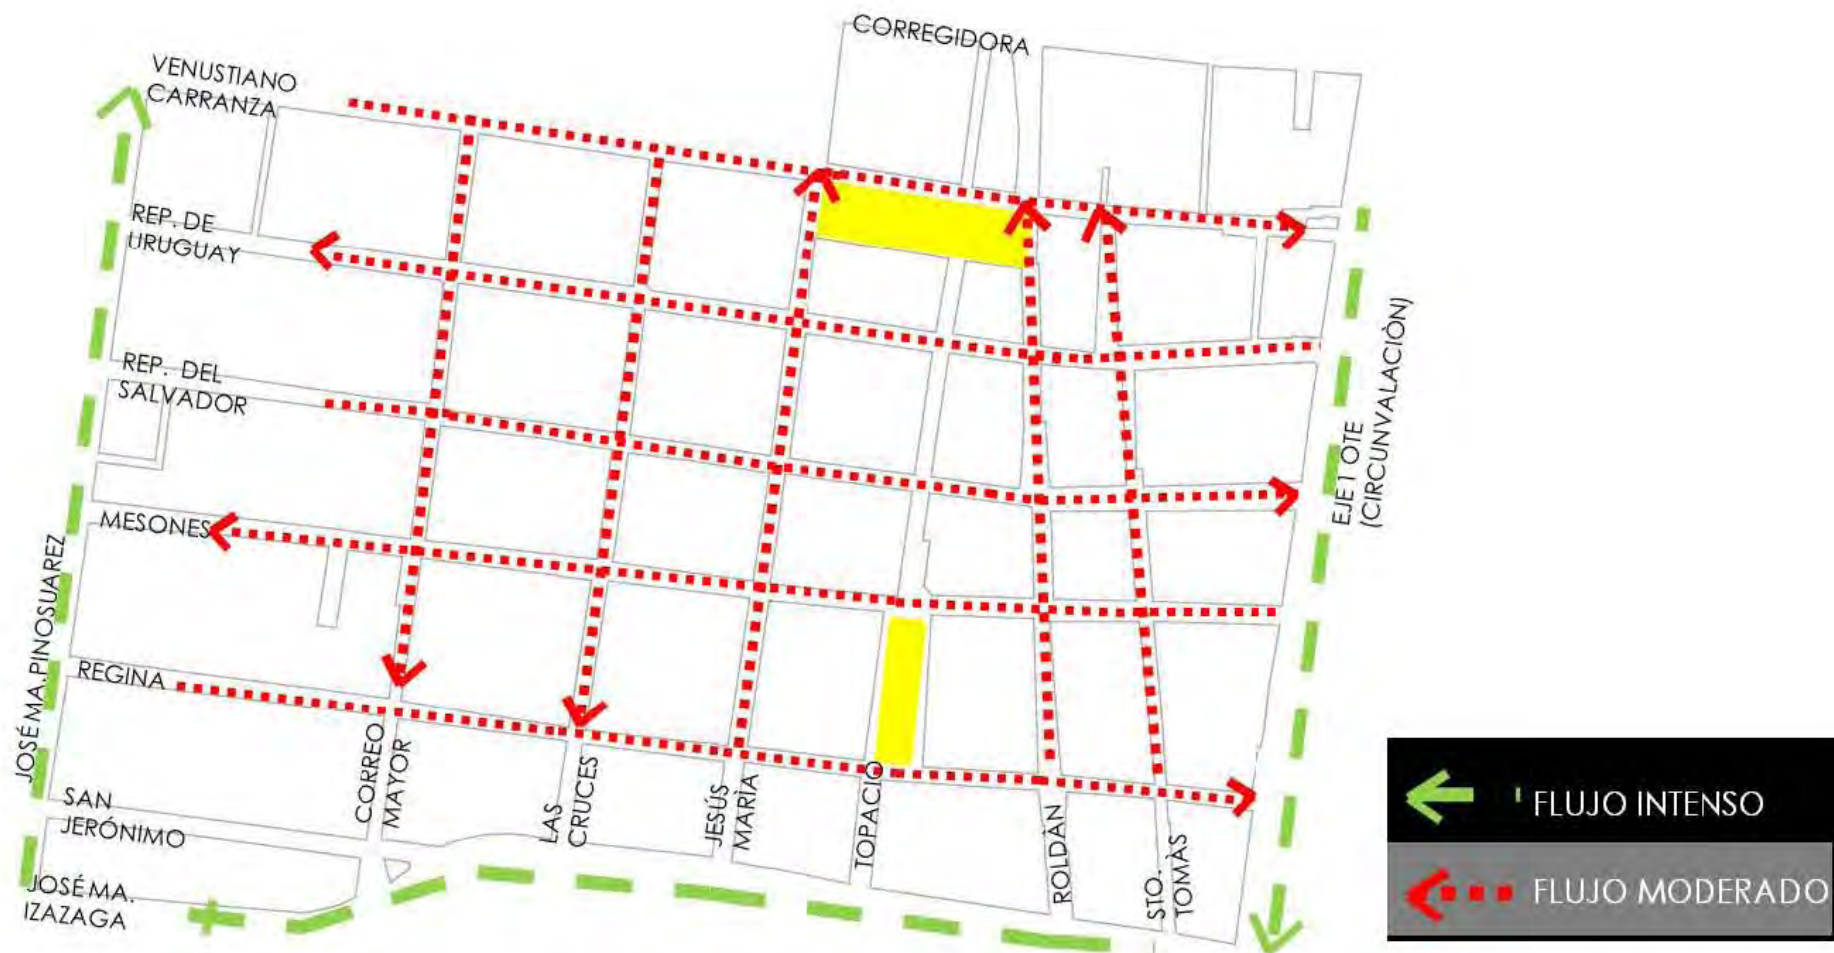 CORREGIDORA
VENUSTIANO
CARRANZA
REP. DE
URUGUAY
REP. DEL
SALVADOR
MESONES
JOSÉ MA. PINOSUAREZ
REGINA
SAN
JERÓNIMO
JOSÉ MA.
IZAZAGA
CORREO
MAYOR
LAS
CRUCES
JESÚS
MARÌA
TOPACIO
ROLDÁN
STO.
TOMÀS
EJE 1 OTE
(CIRCUNVALACIÒN)
FLUJO INTENSO
FLUJO MODERADO